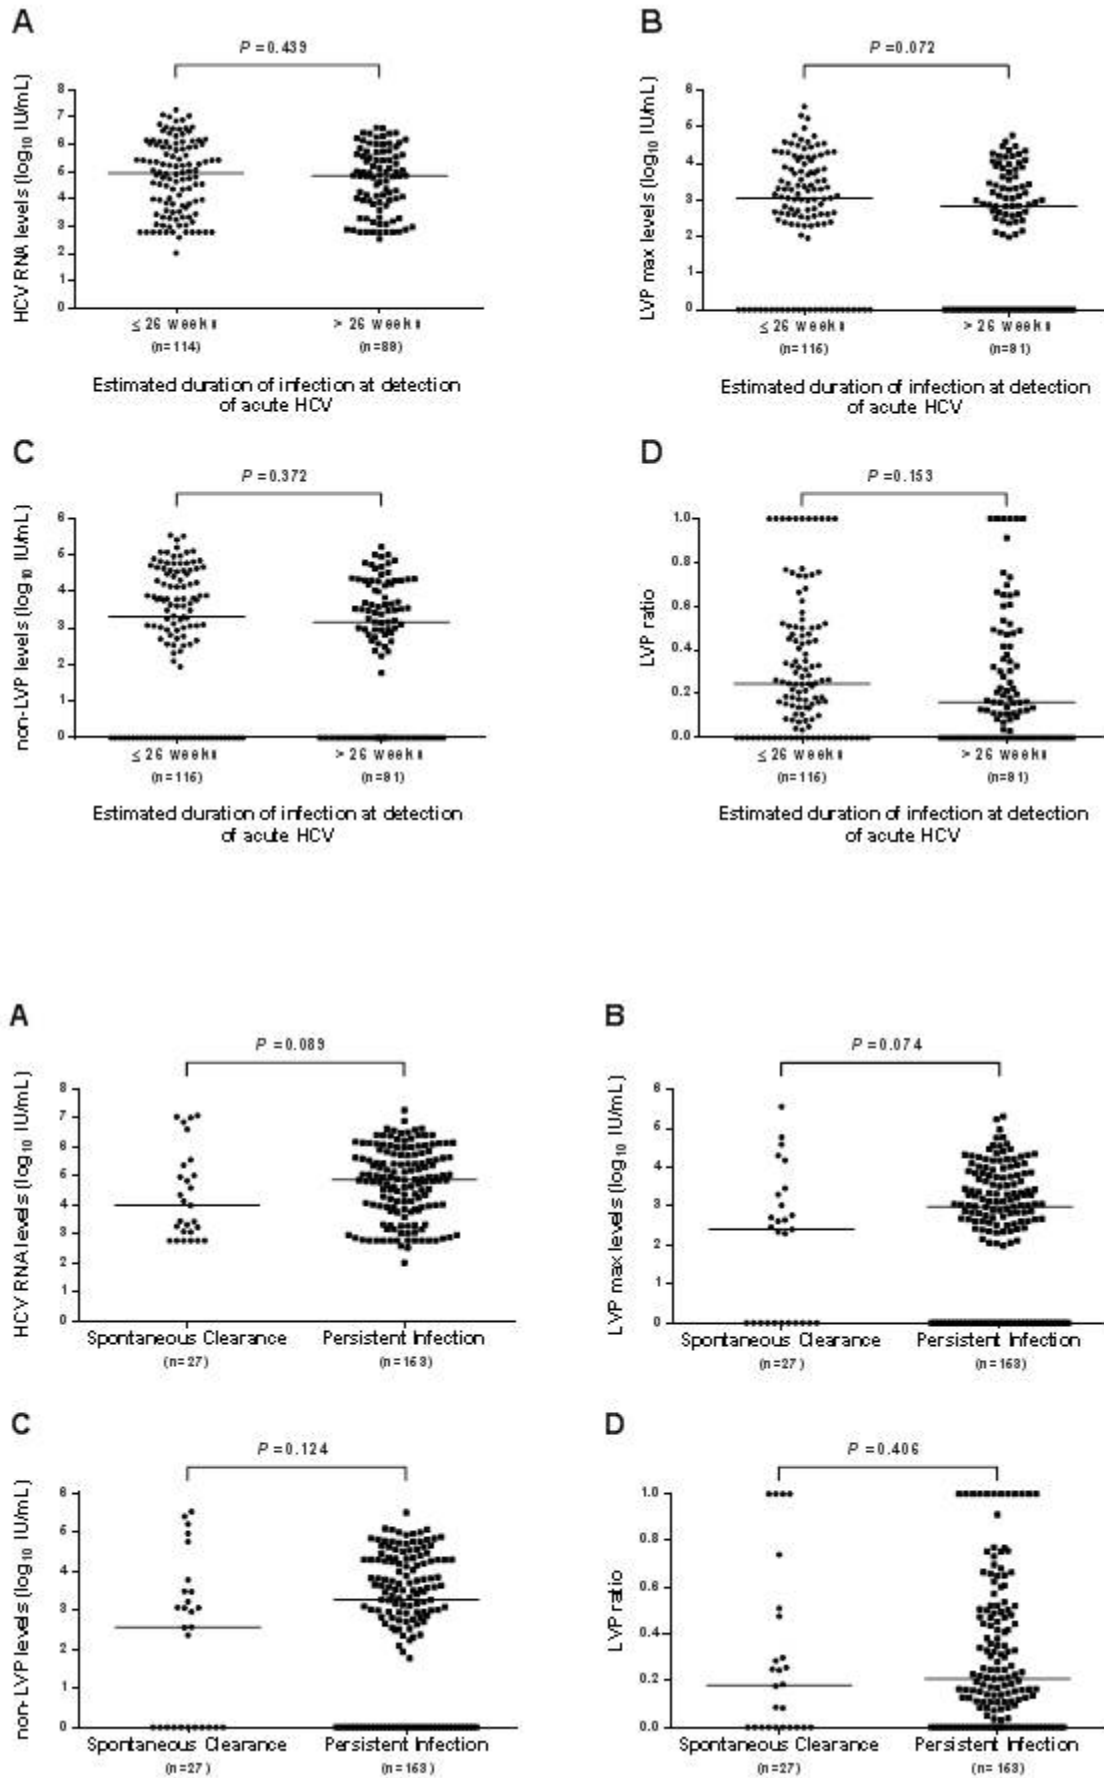 A
P=0.439
HCV RNA levels (log10 IU/mL)
8
7
6
5
4
3
2
1
0
≤ 26 weeks
> 26 weeks
(n=114)
(n=88)
Estimated duration of infection at detection
of acute HCV
B
P=0.072
LVP max levels (log10 IU/mL)
6
5
4
3
2
1
0
≤ 26 weeks
> 26 weeks
(n=116)
(n=81)
Estimated duration of infection at detection
of acute HCV
C
P=0.372
non-LVP levels (log10 IU/mL)
6
5
4
3
2
1
0
≤ 26 weeks
> 26 weeks
(n=116)
(n=81)
Estimated duration of infection at detection
of acute HCV
D
P=0.153
LVP ratio
1.0
0.8
0.6
0.4
0.2
0.0
≤ 26 weeks
> 26 weeks
(n=116)
(n=81)
Estimated duration of infection at detection
of acute HCV
A
P=0.089
HCV RNA levels (log10 IU/mL)
8
7
6
5
4
3
2
1
0
Spontaneous Clearance
Persistent Infection
(n=27)
(n=163)
B
P=0.074
LVP max levels (log10 IU/mL)
6
5
4
3
2
1
0
Spontaneous Clearance
Persistent Infection
(n=27)
(n=163)
C
P=0.124
non-LVP levels (log10 IU/mL)
6
5
4
3
2
1
0
Spontaneous Clearance
Persistent Infection
(n=27)
(n=163)
D
P=0.406
LVP ratio
1.0
0.8
0.6
0.4
0.2
0.0
Spontaneous Clearance
Persistent Infection
(n=27)
(n=163)